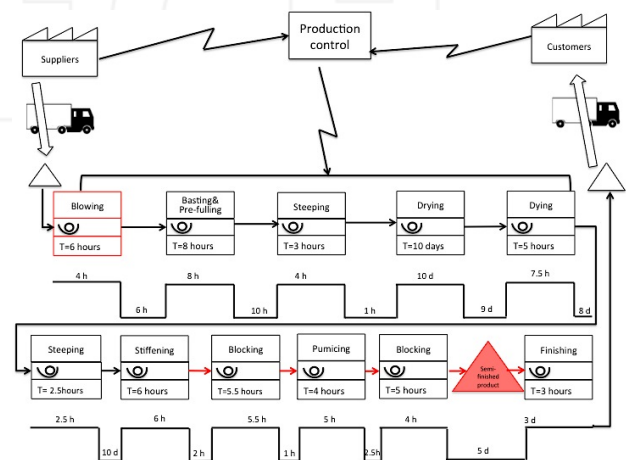 Production
control
Suppliers
Customers
Blowing
T=6 hours
Basting&
Pre-fulling
T=8 hours
Steeping
T=3 hours
Drying
T=10 days
Dying
T=5 hours
4 h
8 h
4 h
10 d
7.5 h
6 h
10 h
1 h
9 d
8 d
Steeping
T= 2.5hours
Stiffening
T=6 hours
Blocking
T=5.5 hours
Pumicing
T=4 hours
Blocking
T=5 hours
Semi-
finished
product
Finishing
T=3 hours
2.5 h
6 h
5.5 h
5 h
4 h
3 d
10 d
2 h
1 h
2.5h
5 d